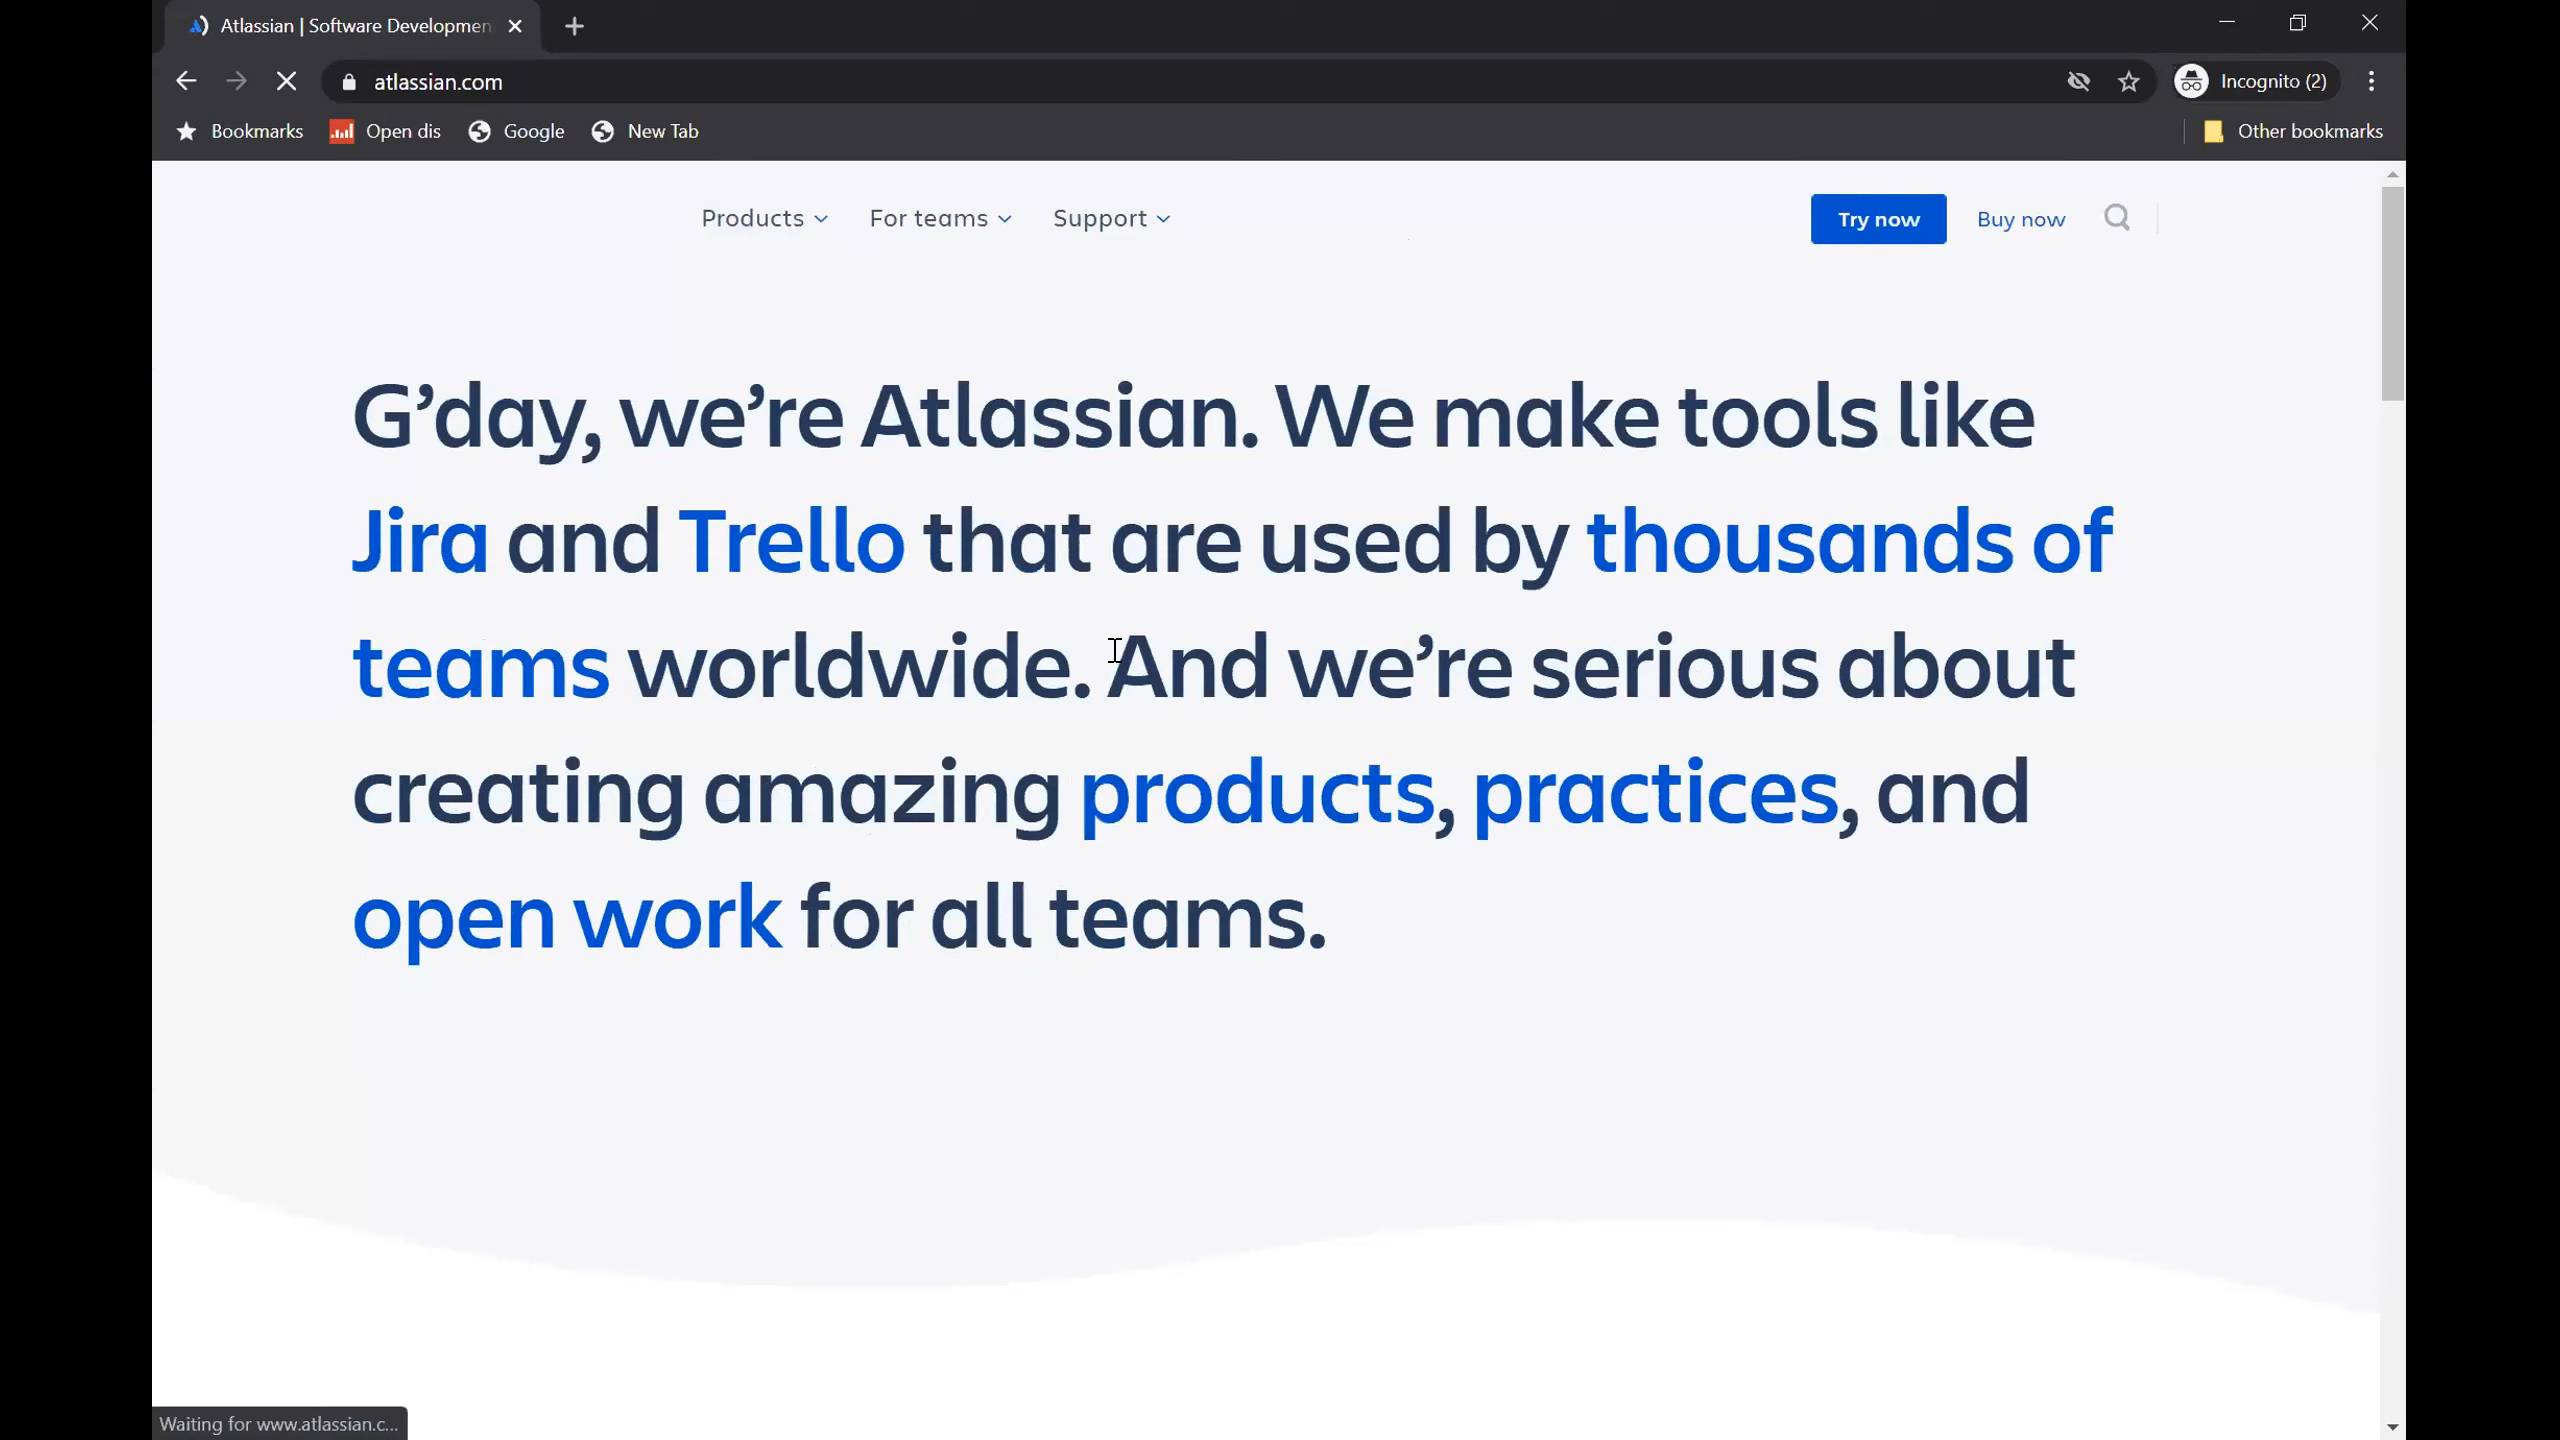 Atlassian | Software Developmen
atlassian.com
Incognito (2)
Bookmarks
Open dis
Google
New Tab
Other bookmarks
Products
For teams
Support
Try now
Buy now
G’day, we’re Atlassian. We make tools like
Jira and Trello that are used by thousands of
teams worldwide. And we’re serious about
creating amazing products, practices, and
open work for all teams.
Waiting for www.atlassian.c...